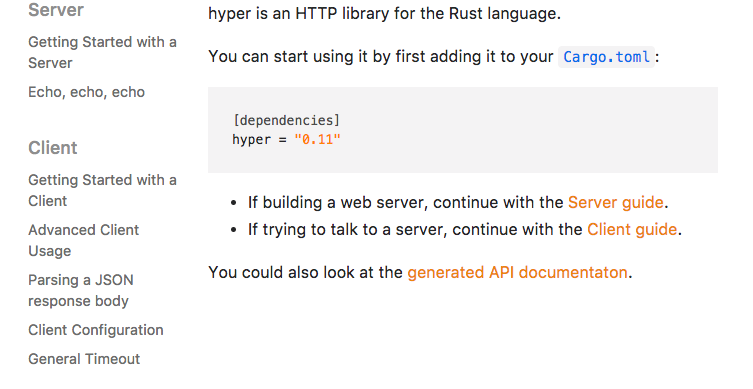 Server
Getting Started with a
Server
Echo, echo, echo
Client
Getting Started with a
Client
Advanced Client
Usage
Parsing a JSON
response body
Client Configuration
General Timeout
hyper is an HTTP library for the Rust language.
You can start using it by first adding it to your Cargo.toml:
[dependencies]
hyper = "0.11"
• If building a web server, continue with the Server guide.
• If trying to talk to a server, continue with the Client guide.
You could also look at the generated API documentaton.